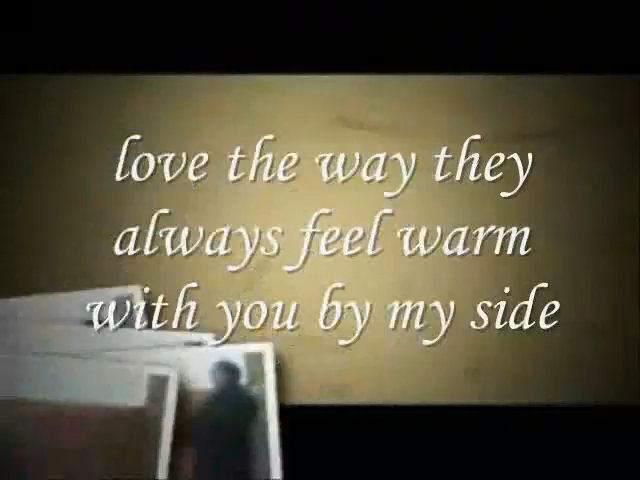 love the way they
always feel warm
with you by my side